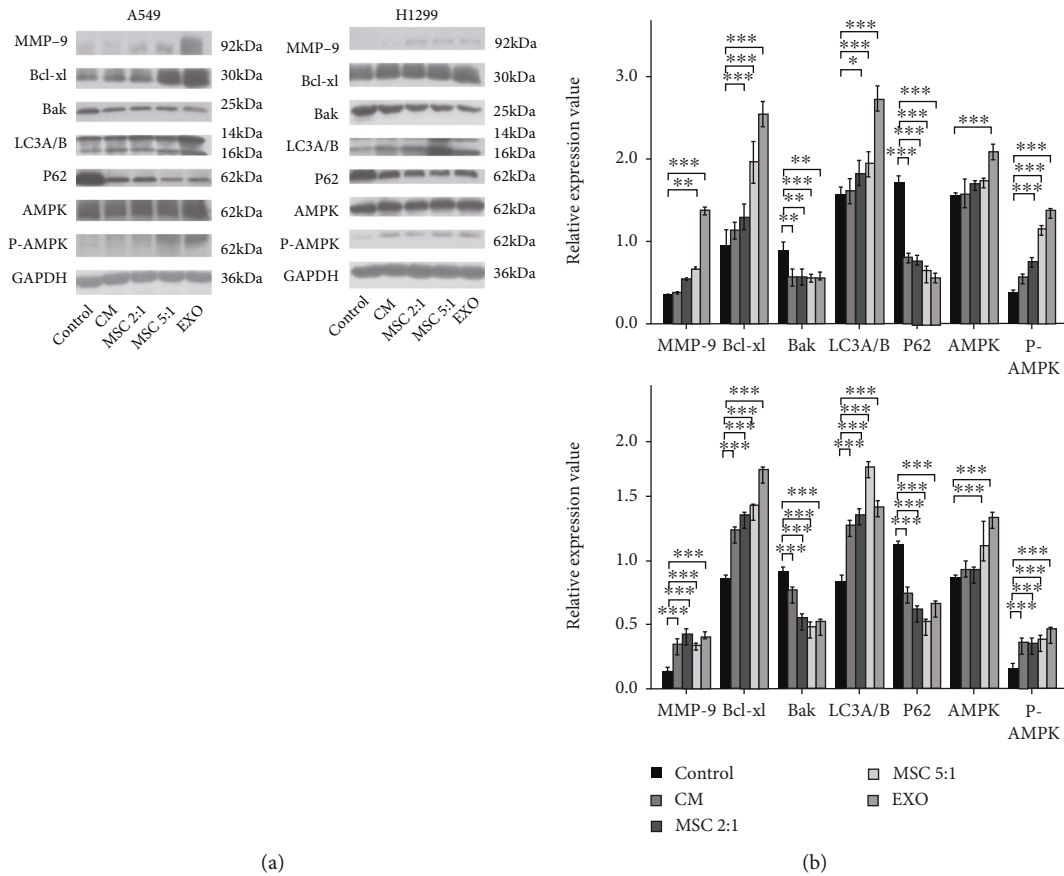 A549
MMP-9 92kDa
Bcl-xl 30kDa
Bak 25kDa
LC3A/B 14kDa
16kDa
P62 62kDa
AMPK 62kDa
P-AMPK 62kDa
GAPDH 36kDa
Control CM MSC 2:1 MSC 5:1 EXO
H1299
MMP-9 92kDa
Bcl-xl 30kDa
Bak 25kDa
LC3A/B 14kDa
16kDa
P62 62kDa
AMPK 62kDa
P-AMPK 62kDa
GAPDH 36kDa
Control CM MSC 2:1 MSC 5:1 EXO
(a)
Relative expression value
3.0
2.0
1.0
0.0
*** ** *** *** *** ** *** ** ** *** *** * *** *** *** *** *** *** *** ***
MMP-9 Bcl-xl Bak LC3A/B P62 AMPK P-
AMPK
Relative expression value
2.0
1.5
1.0
0.5
0.0
*** *** *** *** *** *** *** *** *** *** *** *** *** *** *** *** *** *** *** *** *** *** *** *** *** ***
MMP-9 Bcl-xl Bak LC3A/B P62 AMPK P-
AMPK
Control
CM
MSC 2:1
MSC 5:1
EXO
(b)